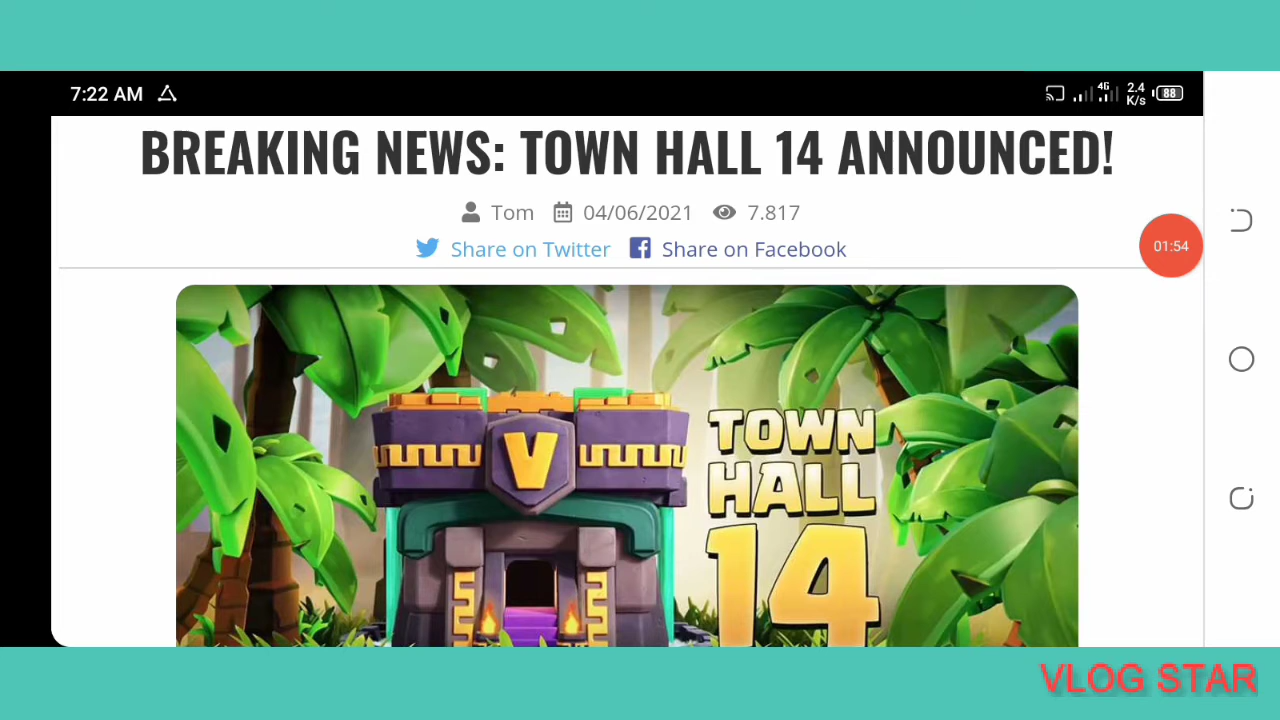 7:22 AM
4G
2.4
K/s
88
BREAKING NEWS: TOWN HALL 14 ANNOUNCED!
Tom 04/06/2021 7.817
Share on Twitter Share on Facebook
01:54
V
TOWN
HALL
14
VLOG STAR